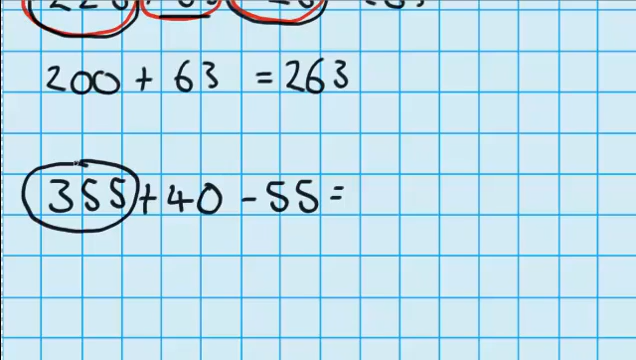 200 + 63 = 263
355 + 40 - 55 =